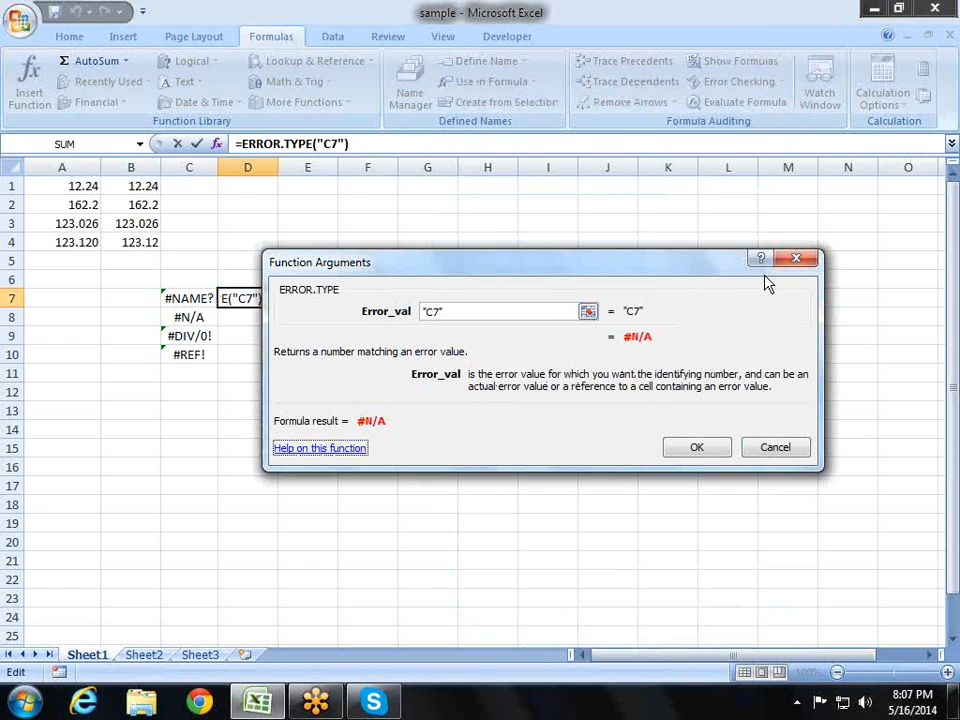 sample - Microsoft Excel
Home Insert Page Layout Formulas Data Review View Developer
fx Insert Function
Σ AutoSum
Recently Used
Financial
Logical
Text
Date & Time
Lookup & Reference
Math & Trig
More Functions
Function Library
Name Manager
Define Name
Use in Formula
Create from Selection
Defined Names
Trace Precedents
Trace Dependents
Remove Arrows
Show Formulas
Error Checking
Evaluate Formula
Formula Auditing
Watch Window
Calculation Options
Calculation
SUM fx =ERROR.TYPE("C7")
A B C D E F G H I J K L M N O
1 12.24 12.24
2 162.2 162.2
3 123.026 123.026
4 123.120 123.12
5
6
7 #NAME? E("C7")
8 #N/A
9 #DIV/0!
10 #REF!
11
12
13
14
15
16
17
18
19
20
21
22
23
24
25
Function Arguments
?
ERROR.TYPE
Error_val "C7" = "C7"
= #N/A
Returns a number matching an error value.
Error_val is the error value for which you want the identifying number, and can be an
actual error value or a reference to a cell containing an error value.
Formula result = #N/A
Help on this function
OK Cancel
Sheet1 Sheet2 Sheet3
Edit 100%
8:07 PM
5/16/2014